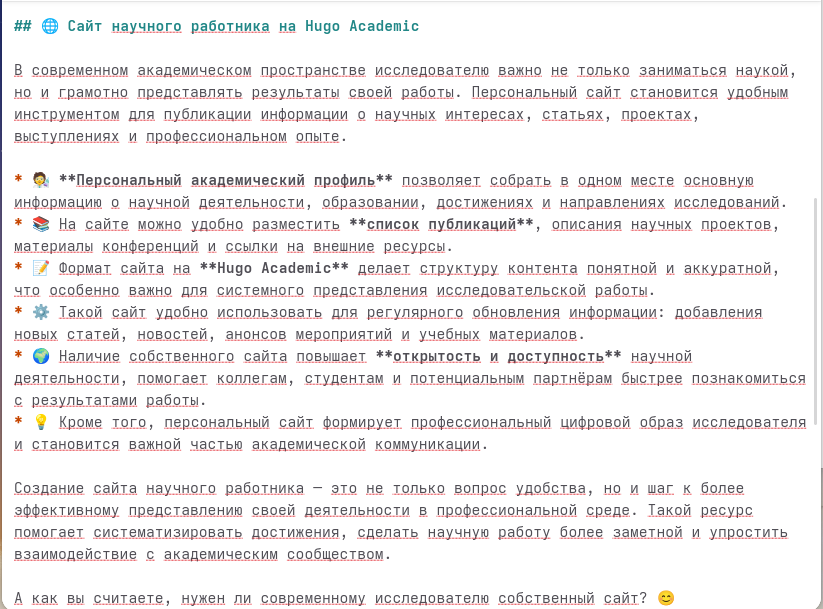 ## 🌐 Сайт научного работника на Hugo Academic
В современном академическом пространстве исследователю важно не только заниматься наукой,
но и грамотно представлять результаты своей работы. Персональный сайт становится удобным
инструментом для публикации информации о научных интересах, статьях, проектах,
выступлениях и профессиональном опыте.
* 🧑‍🔬 **Персональный академический профиль** позволяет собрать в одном месте основную
информацию о научной деятельности, образовании, достижениях и направлениях исследований.
* 📚 На сайте можно удобно разместить **список публикаций**, описания научных проектов,
материалы конференций и ссылки на внешние ресурсы.
* 📝 Формат сайта на **Hugo Academic** делает структуру контента понятной и аккуратной,
что особенно важно для системного представления исследовательской работы.
* ⚙️ Такой сайт удобно использовать для регулярного обновления информации: добавления
новых статей, новостей, анонсов мероприятий и учебных материалов.
* 🌍 Наличие собственного сайта повышает **открытость и доступность** научной
деятельности, помогает коллегам, студентам и потенциальным партнёрам быстрее познакомиться
с результатами работы.
* 💡 Кроме того, персональный сайт формирует профессиональный цифровой образ исследователя
и становится важной частью академической коммуникации.
Создание сайта научного работника — это не только вопрос удобства, но и шаг к более
эффективному представлению своей деятельности в профессиональной среде. Такой ресурс
помогает систематизировать достижения, сделать научную работу более заметной и упростить
взаимодействие с академическим сообществом.
А как вы считаете, нужен ли современному исследователю собственный сайт? 😊